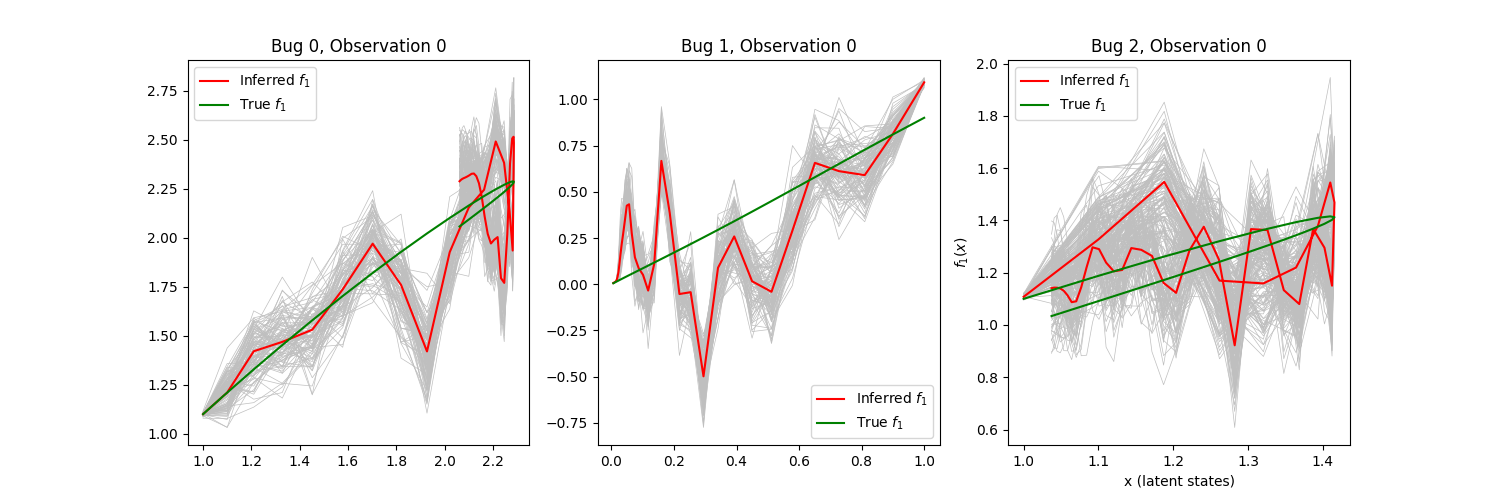 Bug 0, Observation 0
Inferred f₁
True f₁
2.75
2.50
2.25
2.00
1.75
1.50
1.25
1.00
1.0 1.2 1.4 1.6 1.8 2.0 2.2
Bug 1, Observation 0
1.00
0.75
0.50
0.25
0.00
−0.25
−0.50
−0.75
Inferred f₁
True f₁
0.0 0.2 0.4 0.6 0.8 1.0
Bug 2, Observation 0
Inferred f₁
True f₁
f₁(x)
2.0
1.8
1.6
1.4
1.2
1.0
0.8
0.6
1.0 1.1 1.2 1.3 1.4
x (latent states)